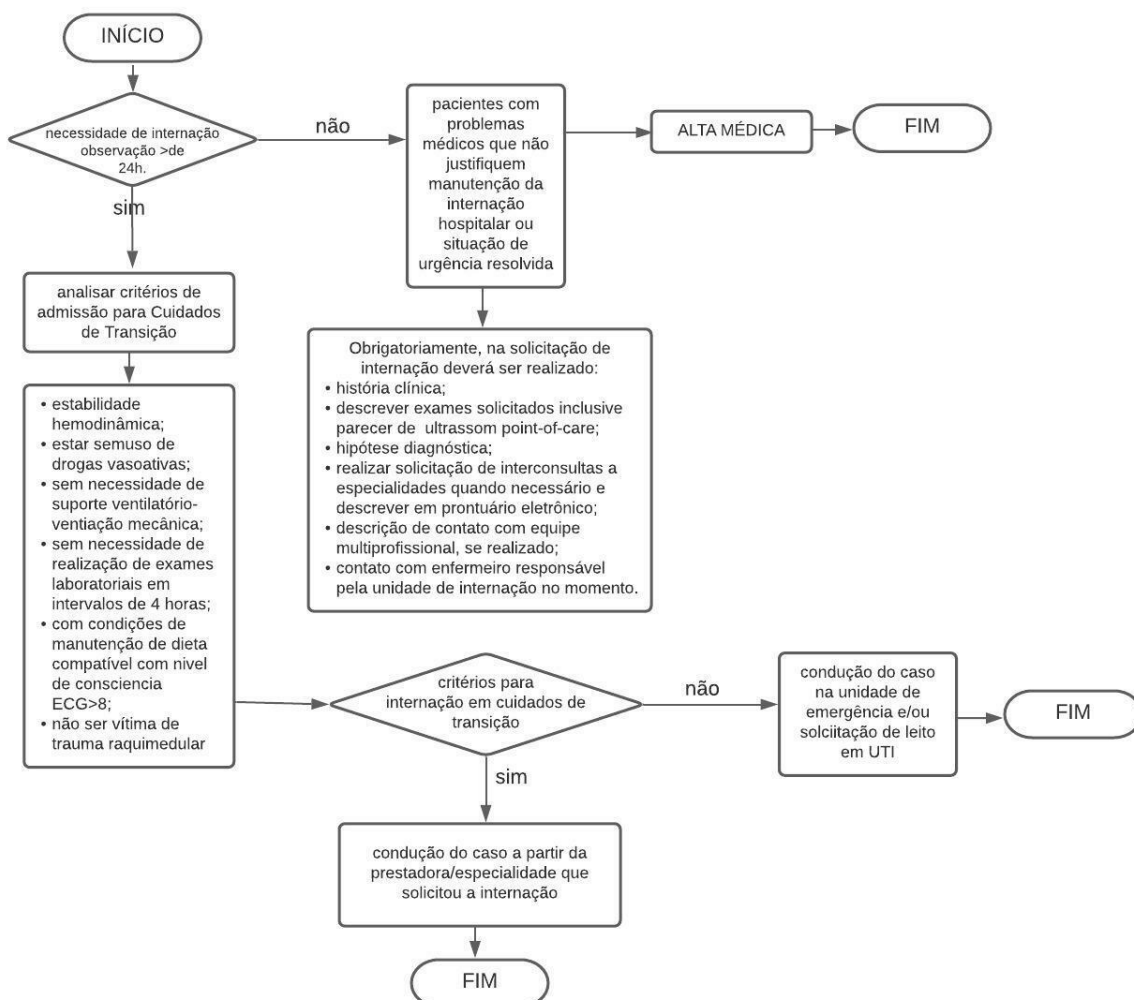 INÍCIO
necessidade de internação
observação >de
24h.
não
pacientes com
problemas
médicos que não
justifiquem
manutenção da
internação
hospitalar ou
situação de
urgência resolvida
ALTA MÉDICA
FIM
sim
analisar critérios de
admissão para Cuidados
de Transição
• estabilidade
hemodinâmica;
• estar semuso de
drogas vasoativas;
• sem necessidade de
suporte ventilatório-
ventiação mecânica;
• sem necessidade de
realização de exames
laboratoriais em
intervalos de 4 horas;
• com condições de
manutenção de dieta
compatível com nivel
de consciencia
ECG>8;
• não ser vítima de
trauma raquimedular
Obrigatoriamente, na solicitação de
internação deverá ser realizado:
• história clínica;
• descrever exames solicitados inclusive
parecer de ultrassom point-of-care;
• hipótese diagnóstica;
• realizar solicitação de interconsultas a
especialidades quando necessário e
descrever em prontuário eletrônico;
• descrição de contato com equipe
multiprofissional, se realizado;
• contato com enfermeiro responsável
pela unidade de internação no momento.
critérios para
internação em cuidados de
transição
não
condução do caso
na unidade de
emergência e/ou
solciitação de leito
em UTI
FIM
sim
condução do caso a partir da
prestadora/especialidade que
solicitou a internação
FIM